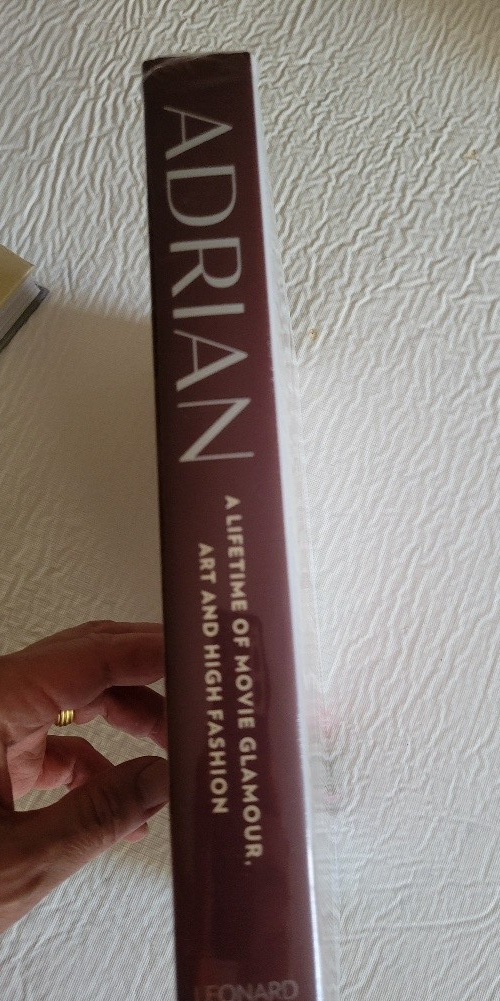 ADRIAN
A LIFETIME OF MOVIE GLAMOUR,
ART AND HIGH FASHION
LEONARD